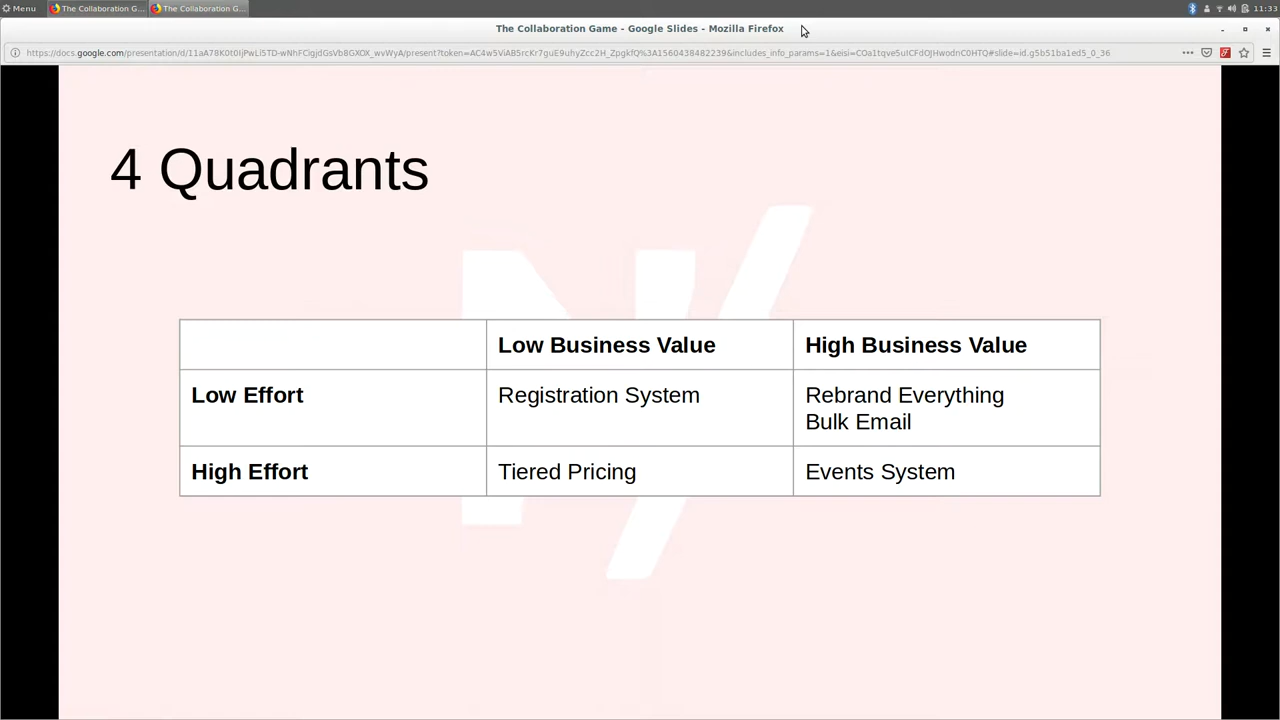 Menu
The Collaboration G...
The Collaboration G...
11:33
The Collaboration Game - Google Slides - Mozilla Firefox
4 Quadrants
Low Business Value
High Business Value
Low Effort
Registration System
Rebrand Everything
Bulk Email
High Effort
Tiered Pricing
Events System